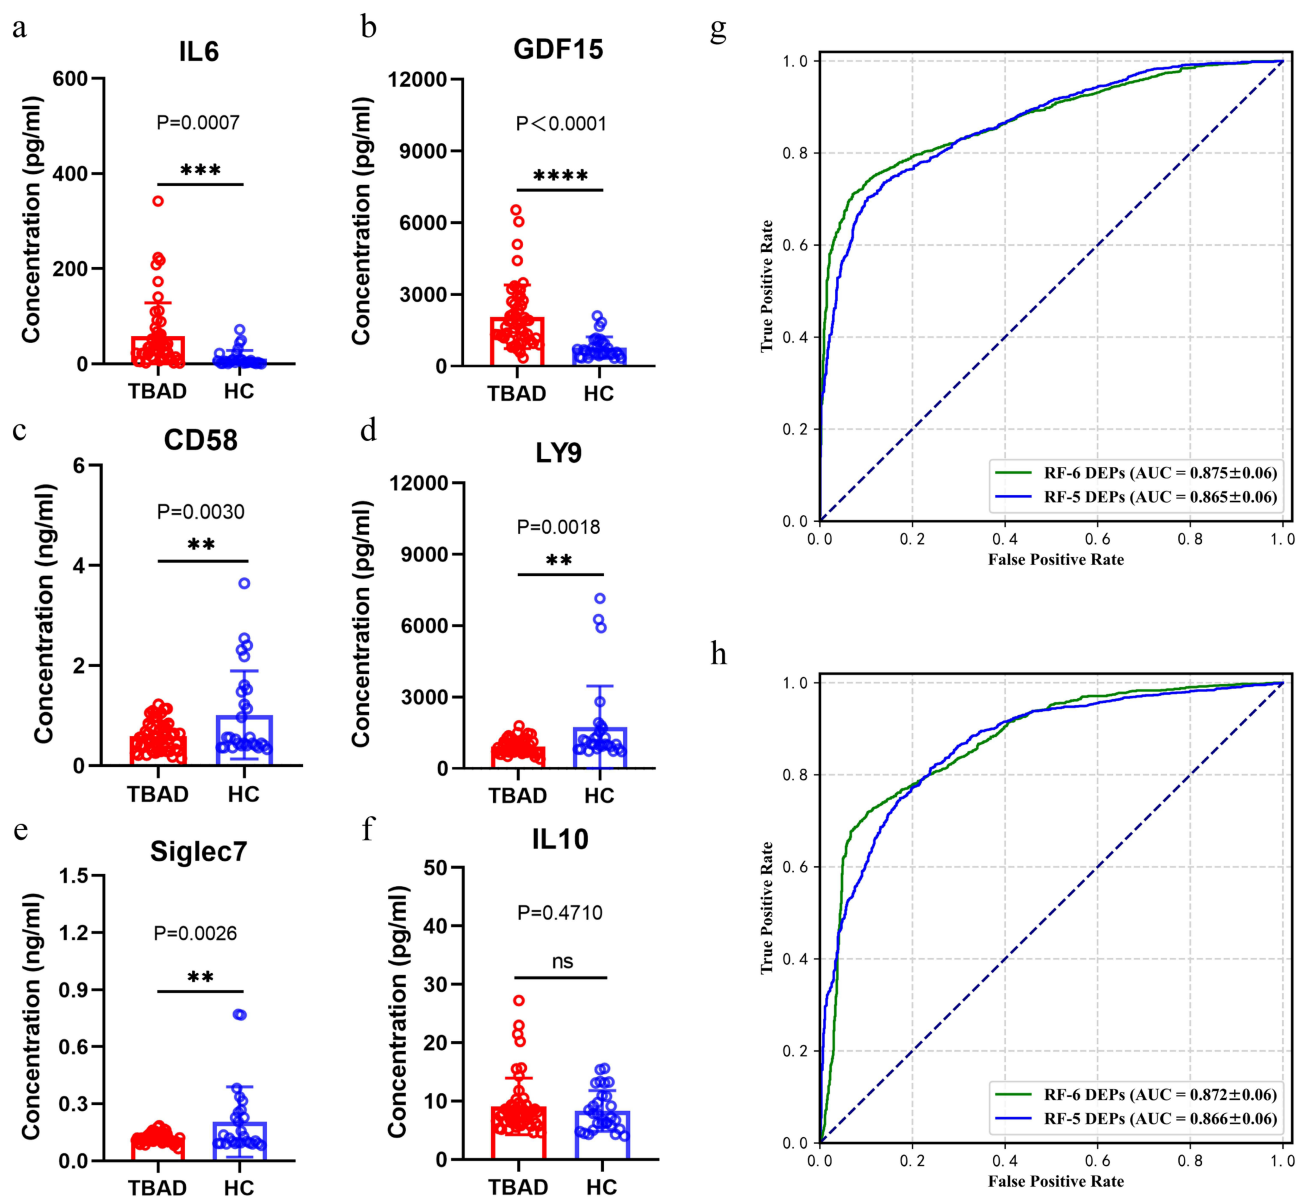 a
IL6
Concentration (pg/ml)
600
400
200
0
P=0.0007
***
TBAD HC
b
GDF15
Concentration (pg/ml)
12000
9000
6000
3000
0
P<0.0001
****
TBAD HC
c
CD58
Concentration (ng/ml)
6
4
2
0
P=0.0030
**
TBAD HC
d
LY9
Concentration (pg/ml)
12000
9000
6000
3000
0
P=0.0018
**
TBAD HC
e
Siglec7
Concentration (ng/ml)
1.5
1.2
0.9
0.6
0.3
0.0
P=0.0026
**
TBAD HC
f
IL10
Concentration (pg/ml)
50
40
30
20
10
0
P=0.4710
ns
TBAD HC
g
True Positive Rate
1.0
0.8
0.6
0.4
0.2
0.0
RF-6 DEPs (AUC = 0.875±0.06)
RF-5 DEPs (AUC = 0.865±0.06)
0.0 0.2 0.4 0.6 0.8 1.0
False Positive Rate
h
True Positive Rate
1.0
0.8
0.6
0.4
0.2
0.0
RF-6 DEPs (AUC = 0.872±0.06)
RF-5 DEPs (AUC = 0.866±0.06)
0.0 0.2 0.4 0.6 0.8 1.0
False Positive Rate